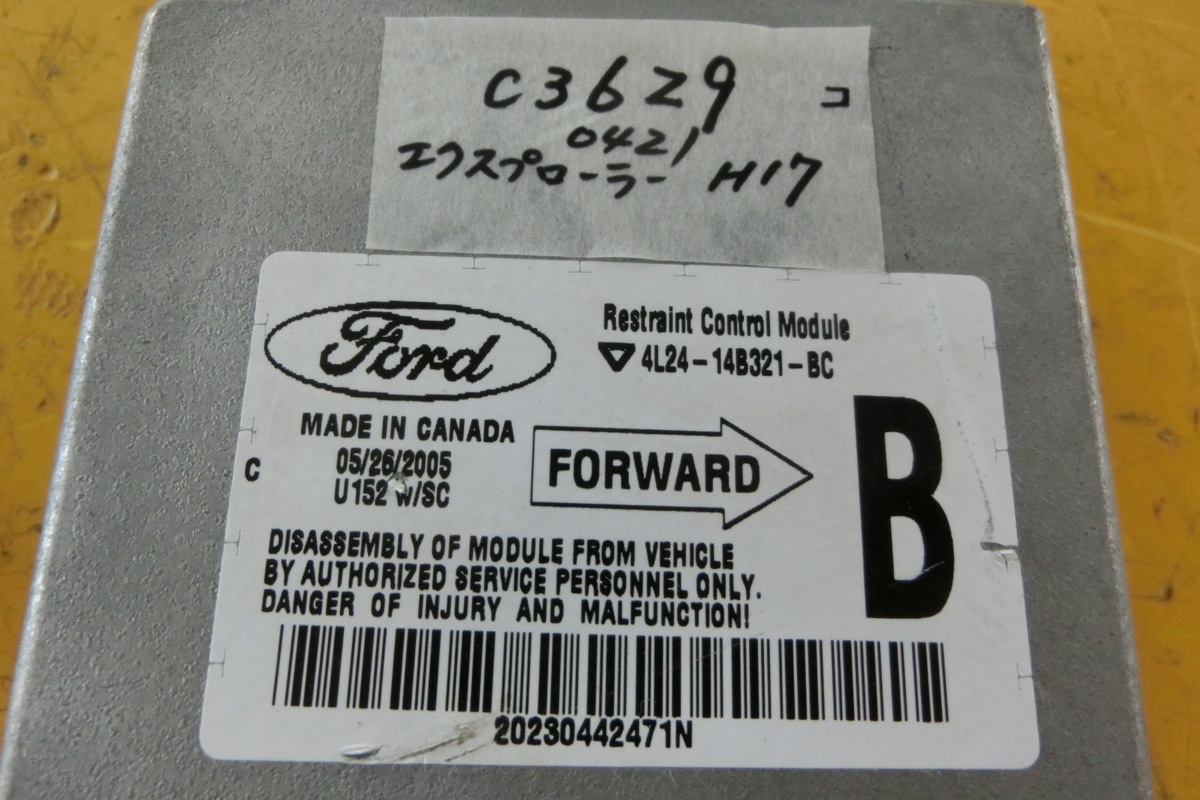 C3629 コ
0421
エクスプローラー H17
Ford
Restraint Control Module
4L24-14B321-BC
MADE IN CANADA
05/26/2005
U152 w/SC
C
FORWARD
B
DISASSEMBLY OF MODULE FROM VEHICLE
BY AUTHORIZED SERVICE PERSONNEL ONLY.
DANGER OF INJURY AND MALFUNCTION!
20230442471N